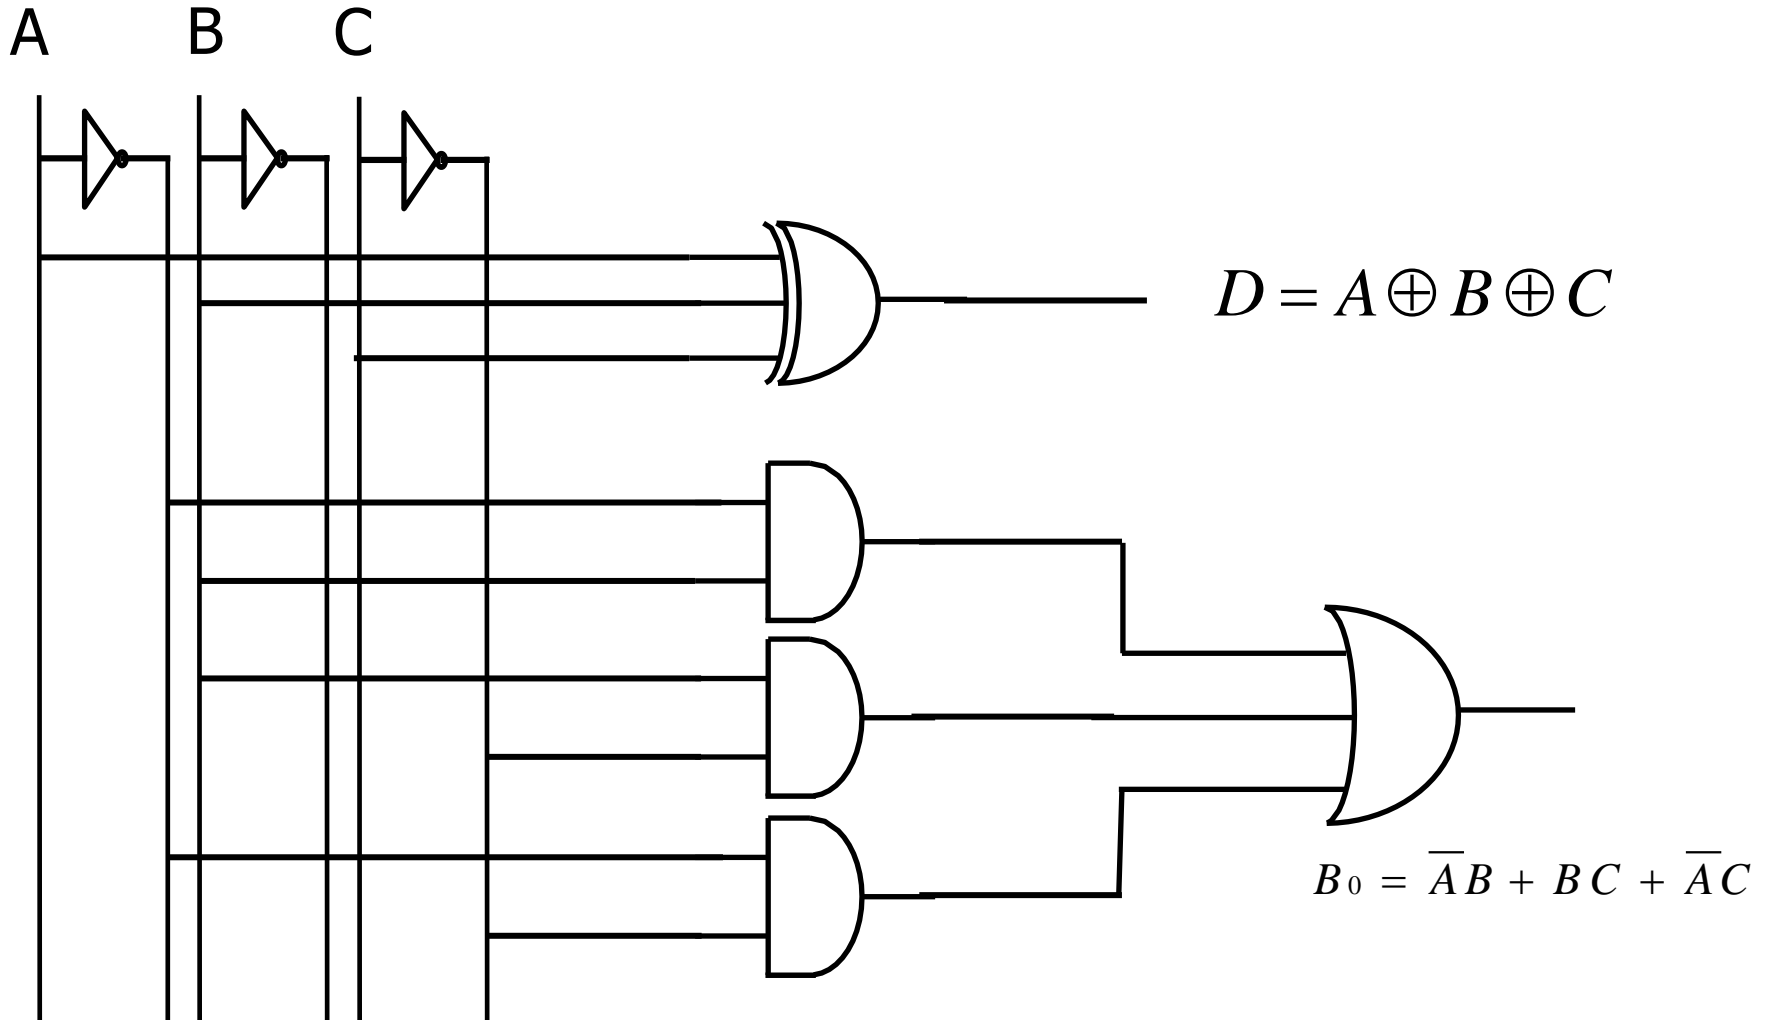 A B C
D = A ⊕ B ⊕ C
B₀ = A̅B + BC + A̅C